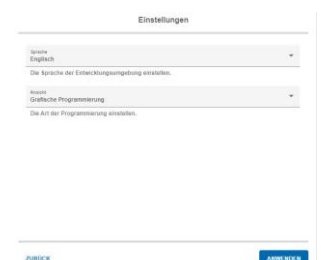 Einstellungen
Sprache
Englisch
Die Sprache der Entwicklungsumgebung einstellen.
Ansicht
Grafische Programmierung
Die Art der Programmierung einstellen.
ZURÜCK
ANWENDEN